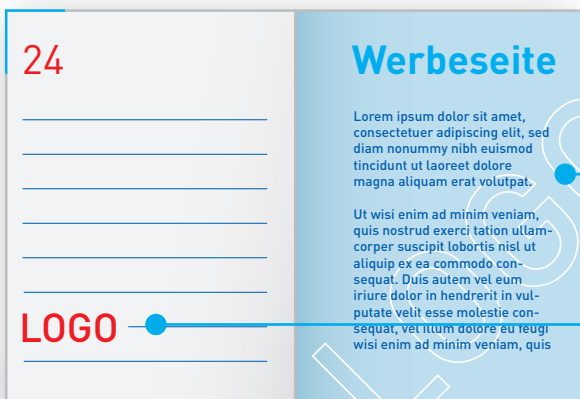 24
LOGO
Werbeseite
Lorem ipsum dolor sit amet,
consectetuer adipiscing elit, sed
diam nonummy nibh euismod
tincidunt ut laoreet dolore
magna aliquam erat volutpat.
Ut wisi enim ad minim veniam,
quis nostrud exerci tation ullam-
corper suscipit lobortis nisl ut
aliquip ex ea commodo con-
sequat. Duis autem vel eum
iriure dolor in hendrerit in vul-
putate velit esse molestie con-
sequat, vel illum dolore eu feugi
wisi enim ad minim veniam, quis